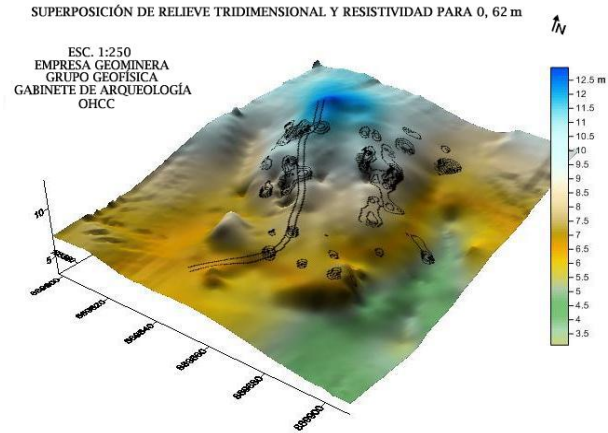 SUPERPOSICIÓN DE RELIEVE TRIDIMENSIONAL Y RESISTIVIDAD PARA 0, 62 m
N
ESC. 1:250
EMPRESA GEOMINERA
GRUPO GEOFÍSICA
GABINETE DE ARQUEOLOGÍA
OHCC
12.5 m
12
11.5
11
10.5
10
9.5
9
8.5
8
7.5
7
6.5
6
5.5
5
4.5
4
3.5
10
5
889900